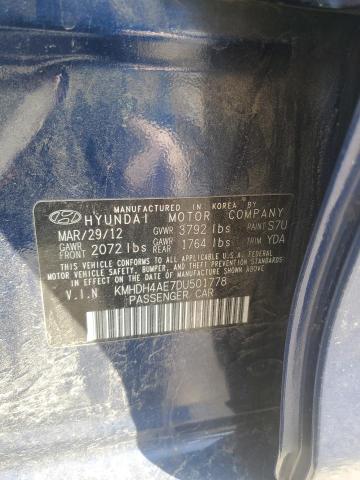 HYUNDAI MOTOR COMPANY
MADE IN KOREA
MAR/29/12 GVWR 3792 lbs PAINT S7U
GAWR FRONT 2072 lbs GAWR REAR 1764 lbs TRIM YDA
THIS VEHICLE CONFORMS TO ALL APPLICABLE
FEDERAL MOTOR VEHICLE SAFETY,
BUMPER, AND THEFT PREVENTION STANDARDS
IN EFFECT ON THE DATE OF
MANUFACTURE SHOWN ABOVE.
V.I.N KMHDH4AE7DU501778
PASSENGER CAR